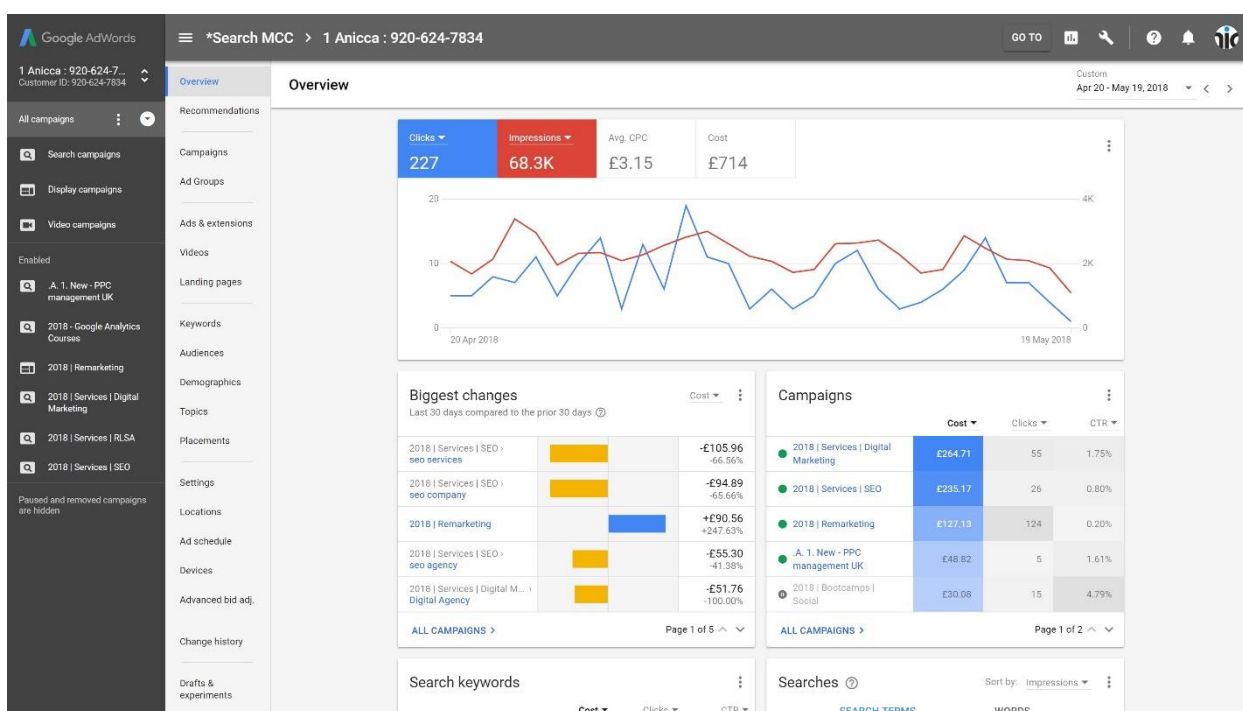 Google AdWords
*Search MCC > 1 Anicca : 920-624-7834
GO TO
1 Anicca : 920-624-7...
Customer ID: 920-624-7834
All campaigns
Search campaigns
Display campaigns
Video campaigns
Enabled
.A. 1. New - PPC
management UK
2018 - Google Analytics
Courses
2018 | Remarketing
2018 | Services | Digital
Marketing
2018 | Services | RLSA
2018 | Services | SEO
Paused and removed campaigns
are hidden
Overview
Recommendations
Campaigns
Ad Groups
Ads & extensions
Videos
Landing pages
Keywords
Audiences
Demographics
Topics
Placements
Settings
Locations
Ad schedule
Devices
Advanced bid adj.
Change history
Drafts &
experiments
Overview
Custom
Apr 20 - May 19, 2018
Clicks
227
Impressions
68.3K
Avg. CPC
£3.15
Cost
£714
20
4K
10
2K
0
0
20 Apr 2018
19 May 2018
Biggest changes
Cost
Last 30 days compared to the prior 30 days
2018 | Services | SEO ›
seo services
-£105.96
-66.56%
2018 | Services | SEO ›
seo company
-£94.89
-65.66%
2018 | Remarketing
+£90.56
+247.63%
2018 | Services | SEO ›
seo agency
-£55.30
-41.38%
2018 | Services | Digital M... ›
Digital Agency
-£51.76
-100.00%
ALL CAMPAIGNS >
Page 1 of 5
Campaigns
Cost Clicks CTR
2018 | Services | Digital
Marketing
£264.71 55 1.75%
2018 | Services | SEO £235.17 26 0.80%
2018 | Remarketing £127.13 124 0.20%
.A. 1. New - PPC
management UK
£48.82 5 1.61%
2018 | Bootcamps |
Social
£30.08 15 4.79%
ALL CAMPAIGNS >
Page 1 of 2
Search keywords
Cost Clicks CTR
Searches
Sort by: Impressions
SEARCH TERMS WORDS